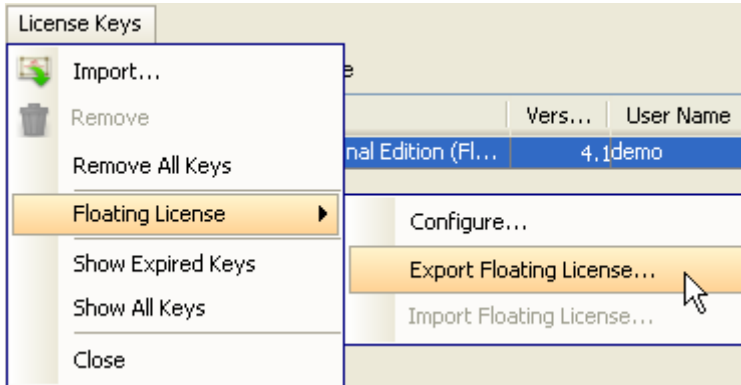 License Keys
Import...
e
Remove
Vers... User Name
Remove All Keys
nal Edition (Fl... 4.1 demo
Floating License
Configure...
Show Expired Keys
Export Floating License...
Show All Keys
Import Floating License...
Close